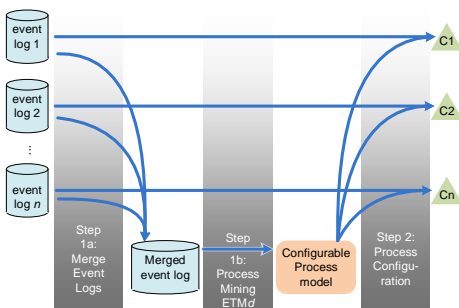 event
log 1
C1
event
log 2
C2
...
event
log n
Cn
Step
1a:
Merge
Event
Logs
Merged
event log
Step
1b:
Process
Mining
ETMd
Configurable
Process
model
Step 2:
Process
Configu-
ration